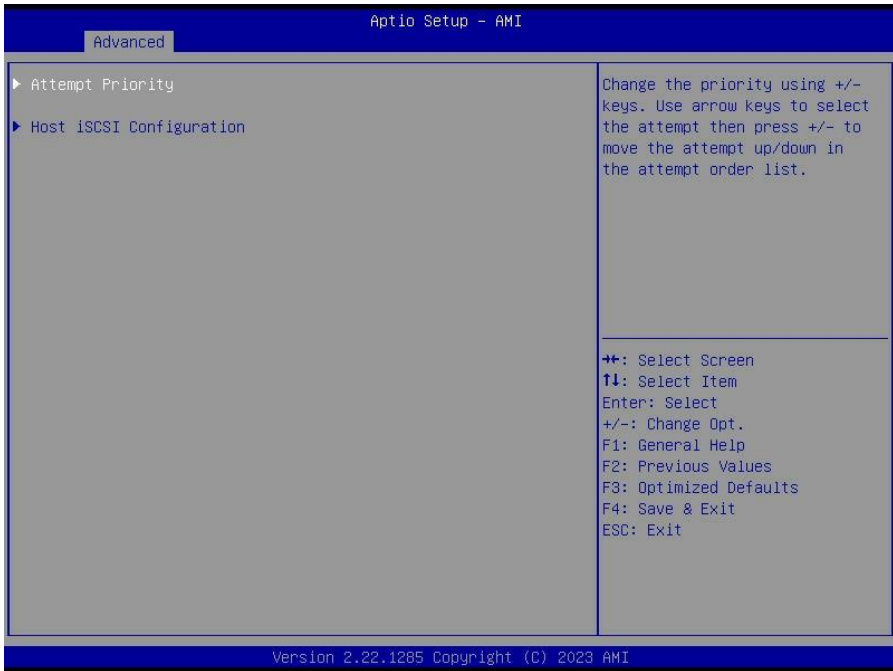 Aptio Setup – AMI
Advanced
▶ Attempt Priority
▶ Host iSCSI Configuration
Change the priority using +/-
keys. Use arrow keys to select
the attempt then press +/- to
move the attempt up/down in
the attempt order list.
→←: Select Screen
↑↓: Select Item
Enter: Select
+/-: Change Opt.
F1: General Help
F2: Previous Values
F3: Optimized Defaults
F4: Save & Exit
ESC: Exit
Version 2.22.1285 Copyright (C) 2023 AMI